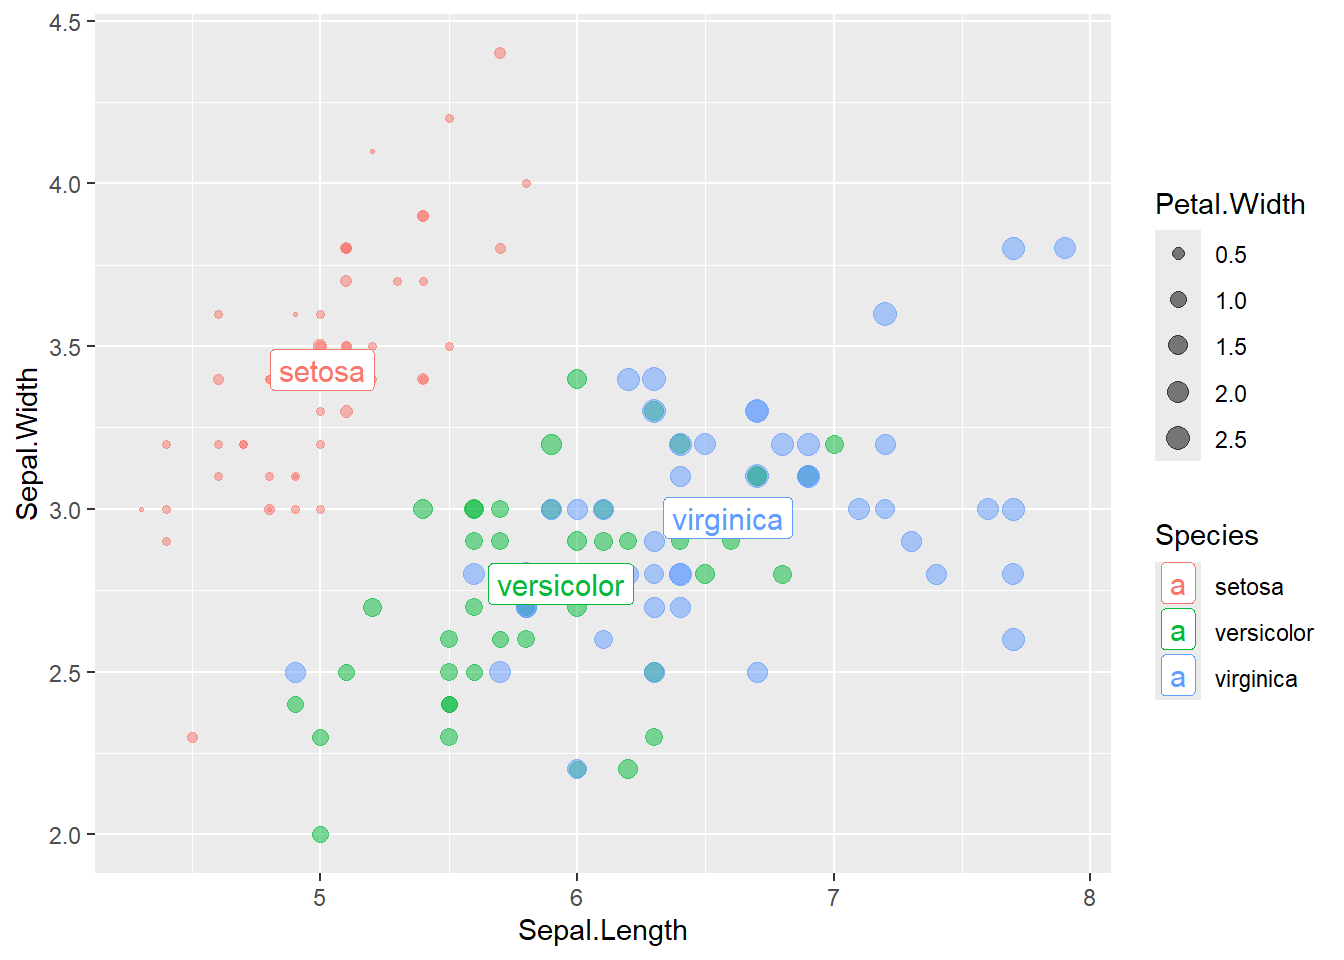 4.5
4.0
3.5
3.0
2.5
2.0
Sepal.Width
setosa
virginica
versicolor
5
6
7
8
Sepal.Length
Petal.Width
0.5
1.0
1.5
2.0
2.5
Species
a setosa
a versicolor
a virginica